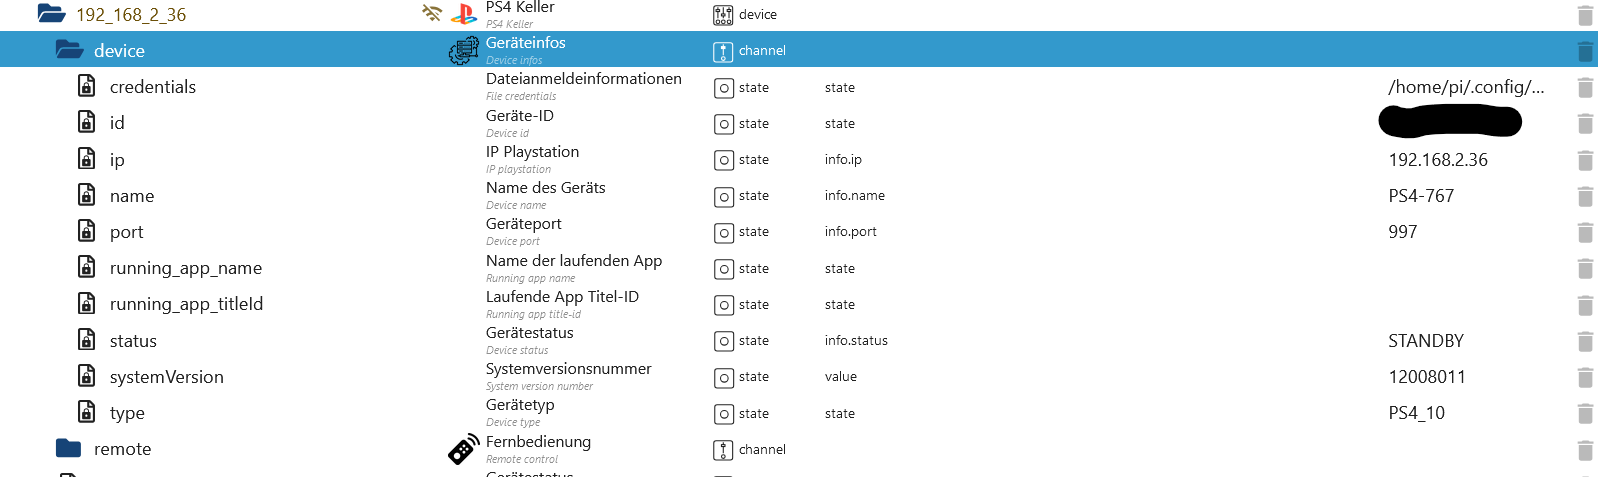 192_168_2_36 PS4 Keller device
PS4 Keller
device Geräteinfos channel
Device infos
credentials Dateianmeldeinformationen state state /home/pi/.config/...
File credentials
id Geräte-ID state state
Device id
ip IP Playstation state info.ip 192.168.2.36
IP playstation
name Name des Geräts state info.name PS4-767
Device name
port Geräteport state info.port 997
Device port
running_app_name Name der laufenden App state state
Running app name
running_app_titleId Laufende App Titel-ID state state
Running app title-id
status Gerätestatus state info.status STANDBY
Device status
systemVersion Systemversionsnummer state value 12008011
System version number
type Gerätetyp state state PS4_10
Device type
remote Fernbedienung channel
Remote control
Gerätestatus